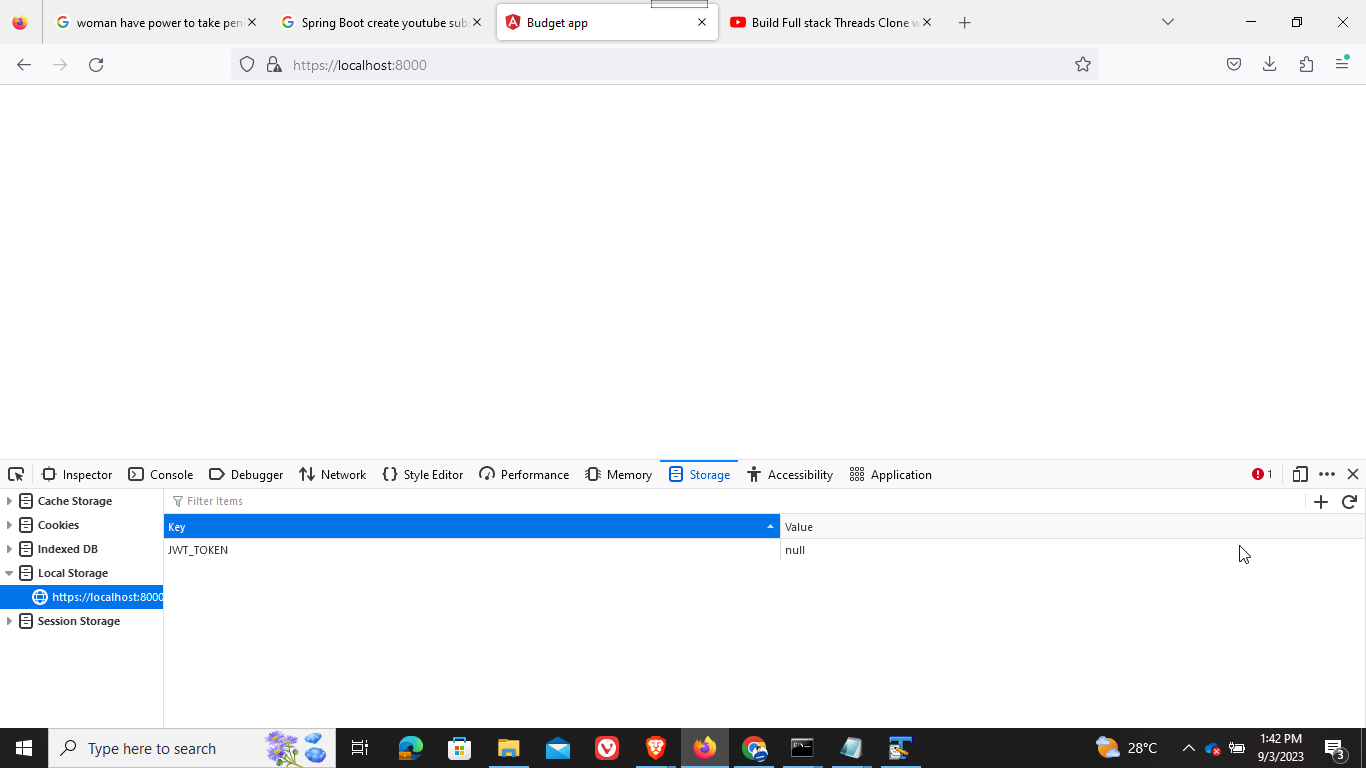 woman have power to take pen
Spring Boot create youtube sub
Budget app
Build Full stack Threads Clone w
https://localhost:8000
Inspector
Console
Debugger
Network
Style Editor
Performance
Memory
Storage
Accessibility
Application
1
Cache Storage
Filter Items
Cookies
Key
Value
Indexed DB
JWT_TOKEN
null
Local Storage
https://localhost:8000
Session Storage
Type here to search
28°C
1:42 PM
9/3/2023
3